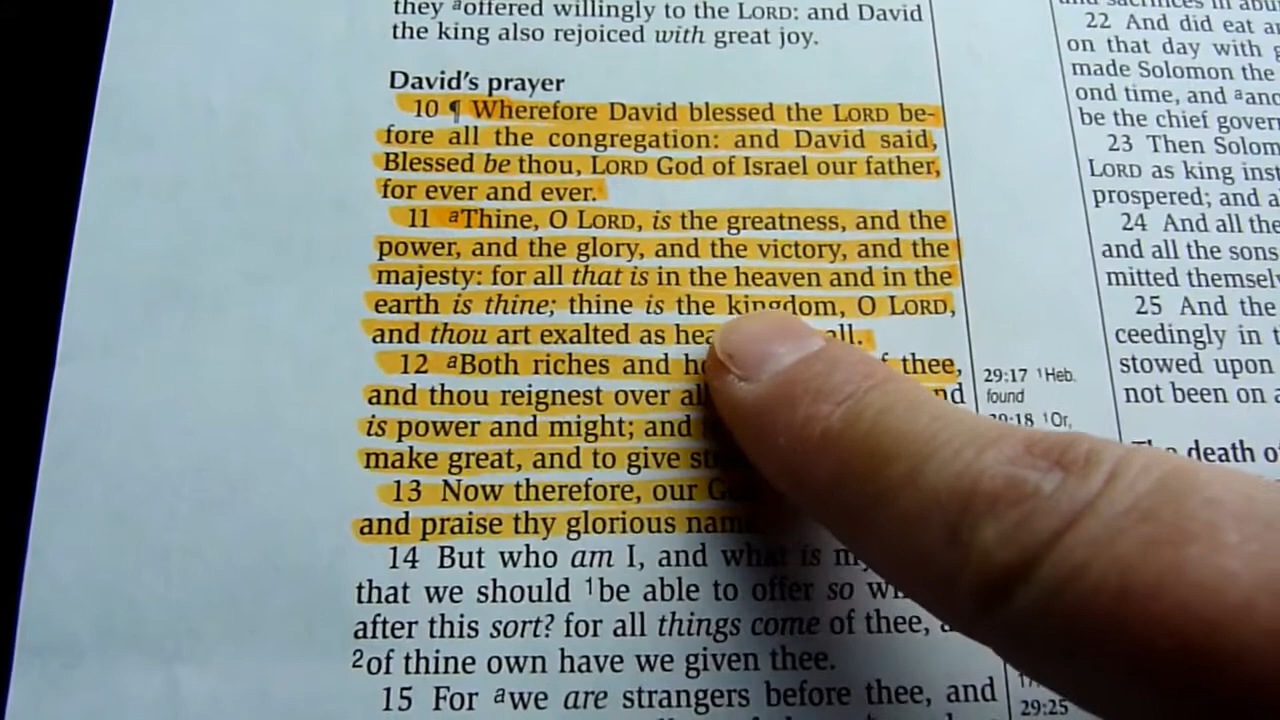 they aoffered willingly to the LORD: and David
the king also rejoiced with great joy.
David's prayer
10 ¶ Wherefore David blessed the LORD be-
fore all the congregation: and David said,
Blessed be thou, LORD God of Israel our father,
for ever and ever.
11 aThine, O LORD, is the greatness, and the
power, and the glory, and the victory, and the
majesty: for all that is in the heaven and in the
earth is thine; thine is the kingdom, O LORD,
and thou art exalted as all.
12 aBoth riches and thee,
and thou reignest over
is power and might; and
make great, and to give
13 Now therefore, our
and praise thy glorious
14 But who am I, and what is
that we should 1be able to offer so
after this sort? for all things come of thee,
2of thine own have we given thee.
15 For awe are strangers before thee, and
29:17 1Heb.
found
29:18 1Or,
29:25
22 And did eat
on that day with
made Solomon the
ond time, and aand
be the chief
23 Then
LORD as king
prospered; and
24 And all the
and all the sons
mitted
25 And the
ceedingly in
stowed upon
not been on
The death